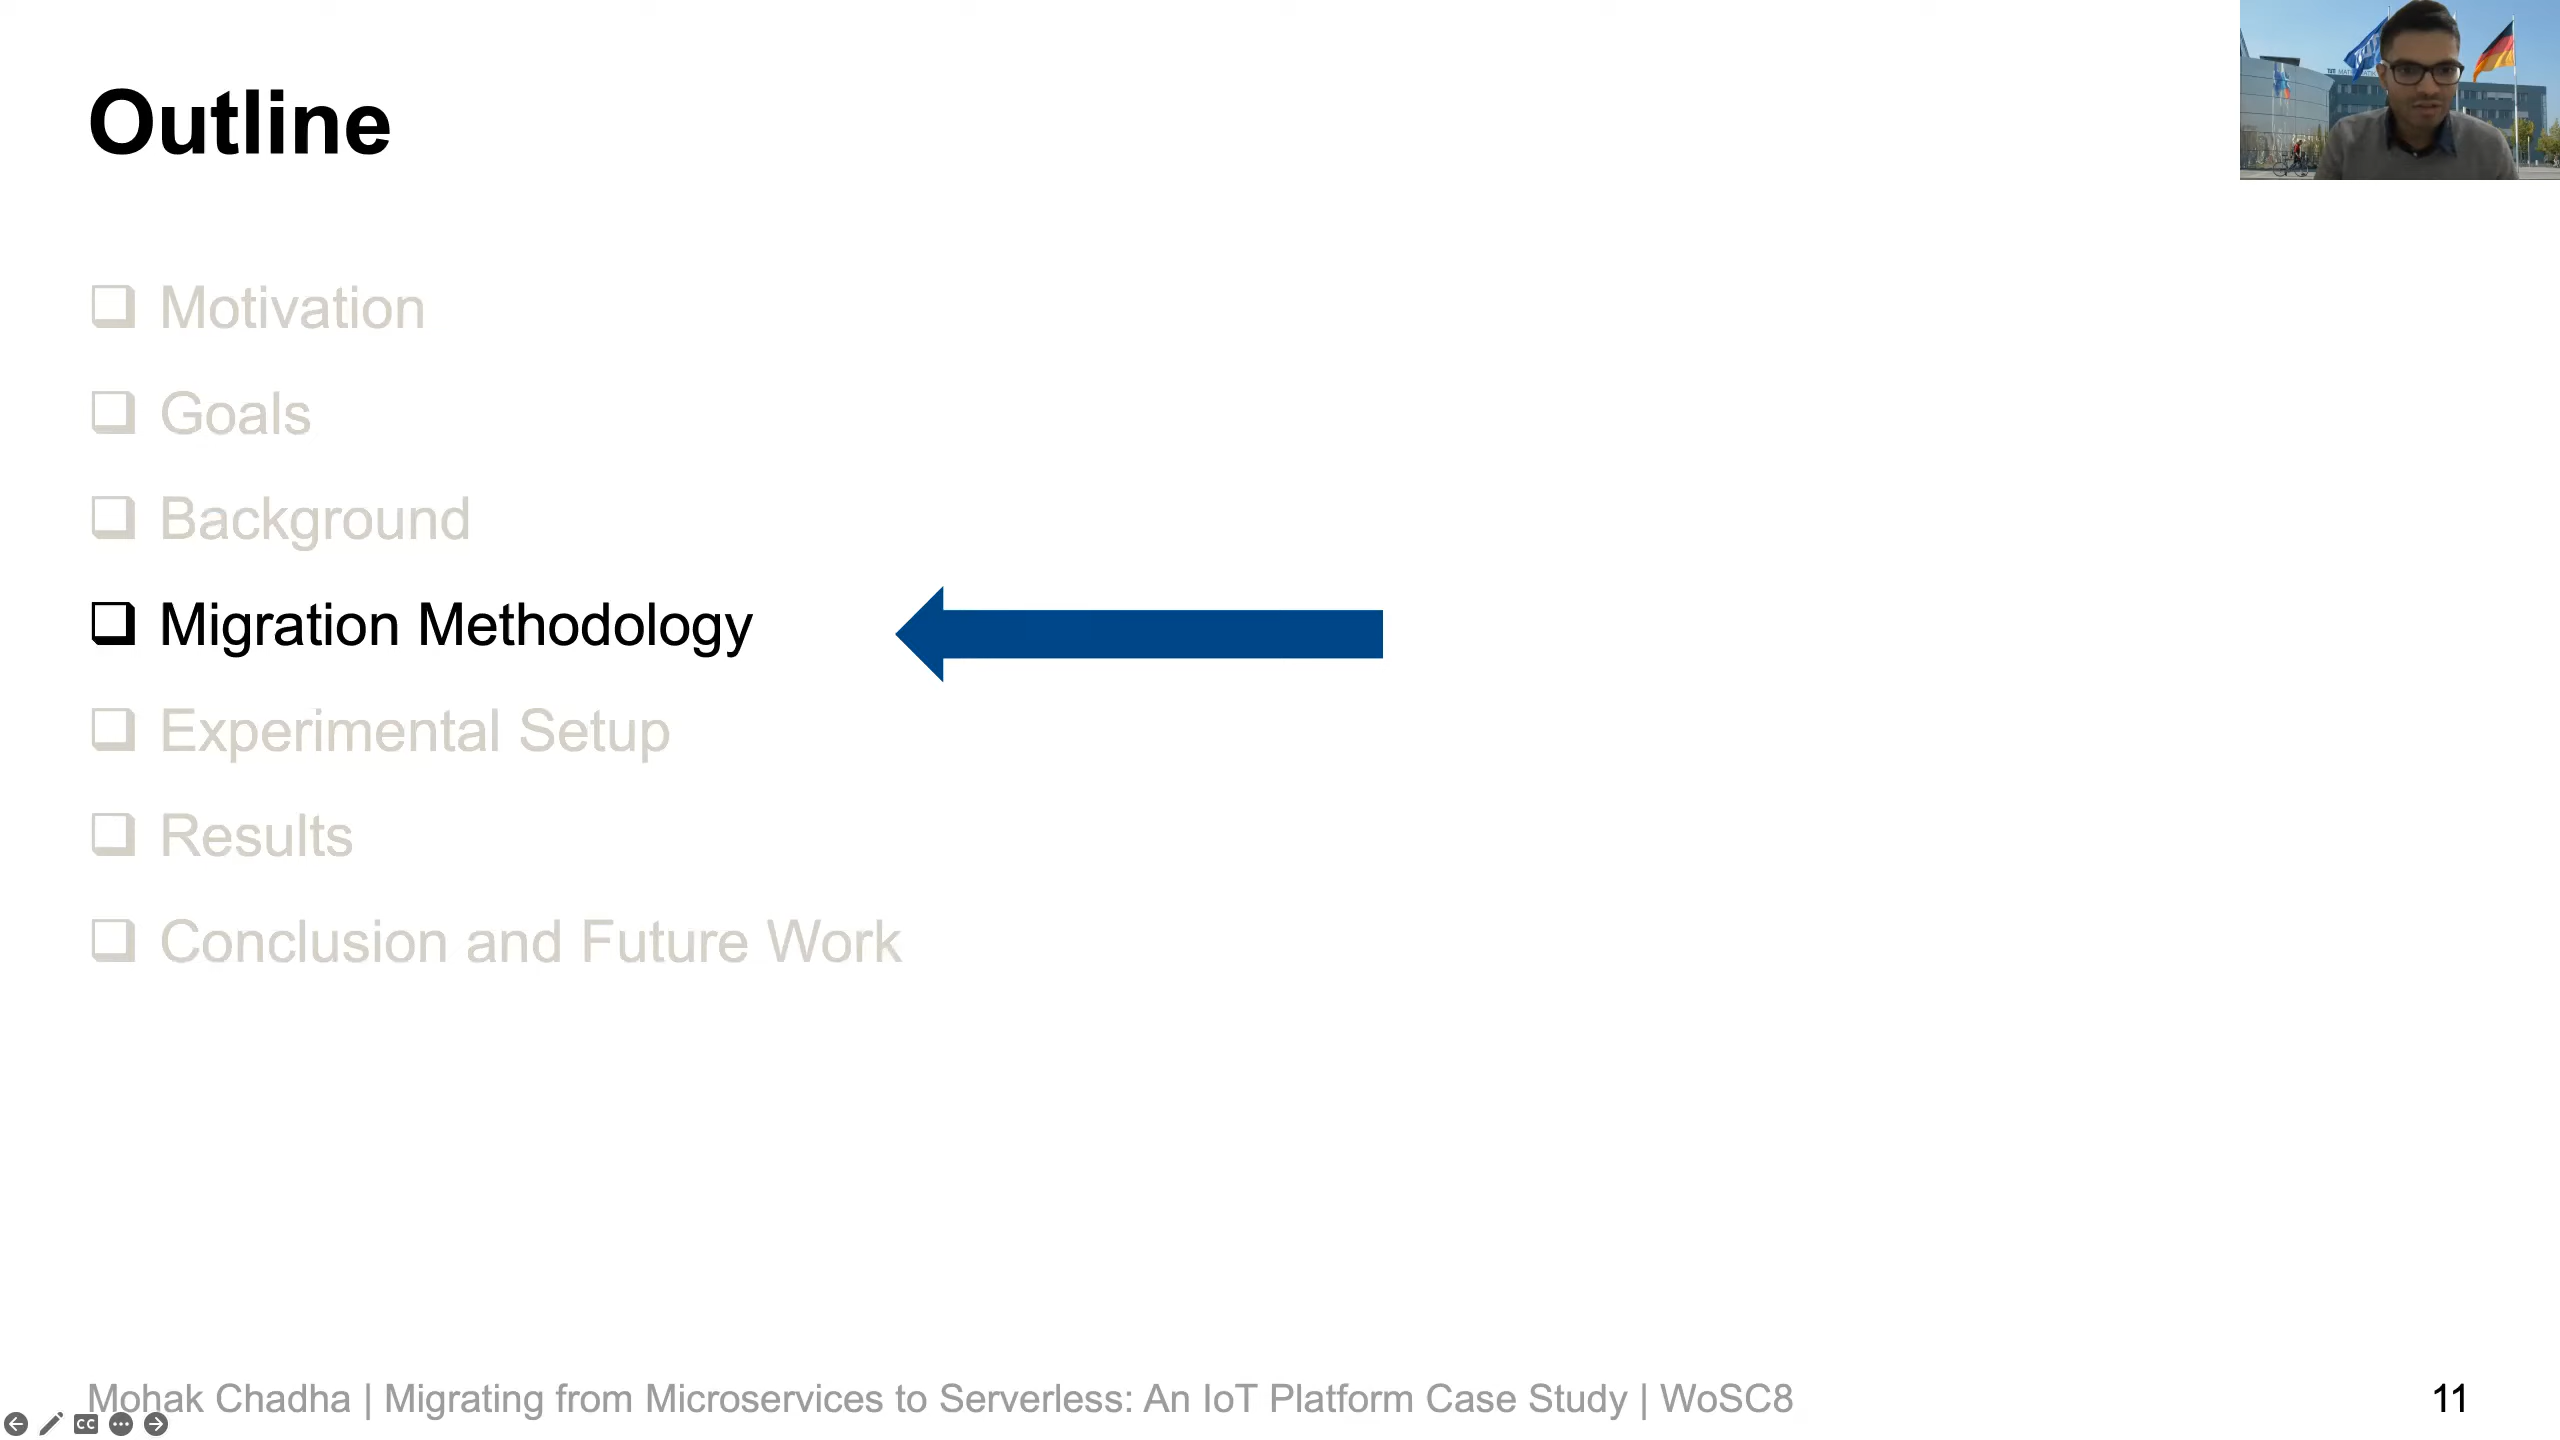 Outline
Motivation
Goals
Background
Migration Methodology
Experimental Setup
Results
Conclusion and Future Work
Mohak Chadha | Migrating from Microservices to Serverless: An IoT Platform Case Study | WoSC8
11
CC